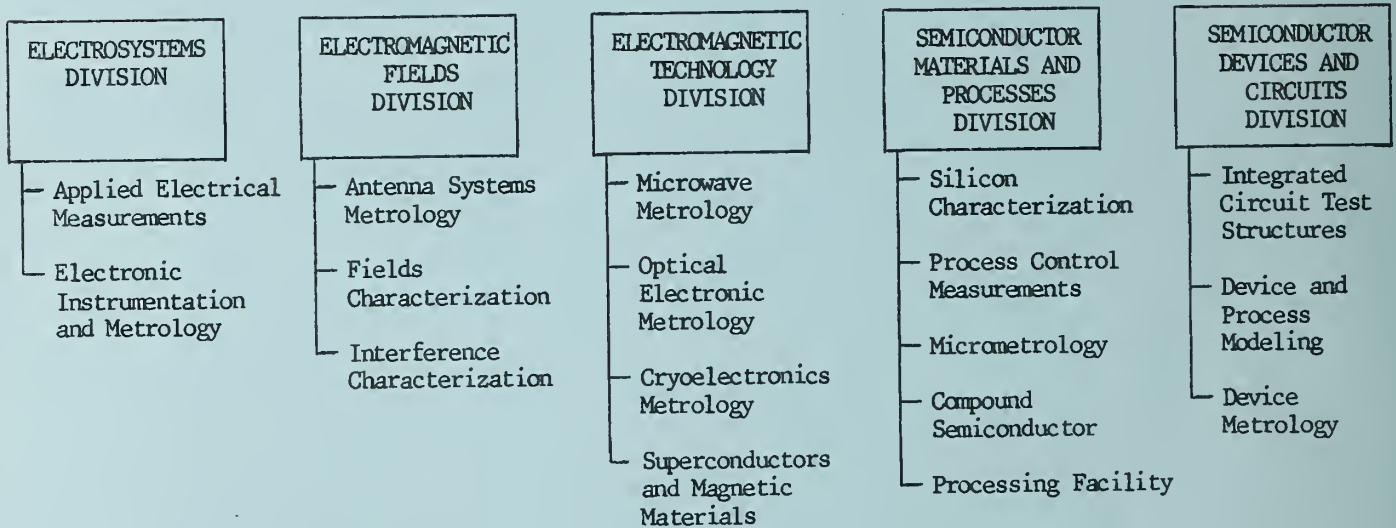 ELECTROSYSTEMS
DIVISION
Applied Electrical
Measurements
Electronic
Instrumentation
and Metrology
ELECTROMAGNETIC
FIELDS
DIVISION
Antenna Systems
Metrology
Fields
Characterization
Interference
Characterization
ELECTROMAGNETIC
TECHNOLOGY
DIVISION
Microwave
Metrology
Optical
Electronic
Metrology
Cryoelectronics
Metrology
Superconductors
and Magnetic
Materials
SEMICONDUCTOR
MATERIALS AND
PROCESSES
DIVISION
Silicon
Characterization
Process Control
Measurements
Micrometrology
Compound
Semiconductor
Processing Facility
SEMICONDUCTOR
DEVICES AND
CIRCUITS
DIVISION
Integrated
Circuit Test
Structures
Device and
Process
Modeling
Device
Metrology